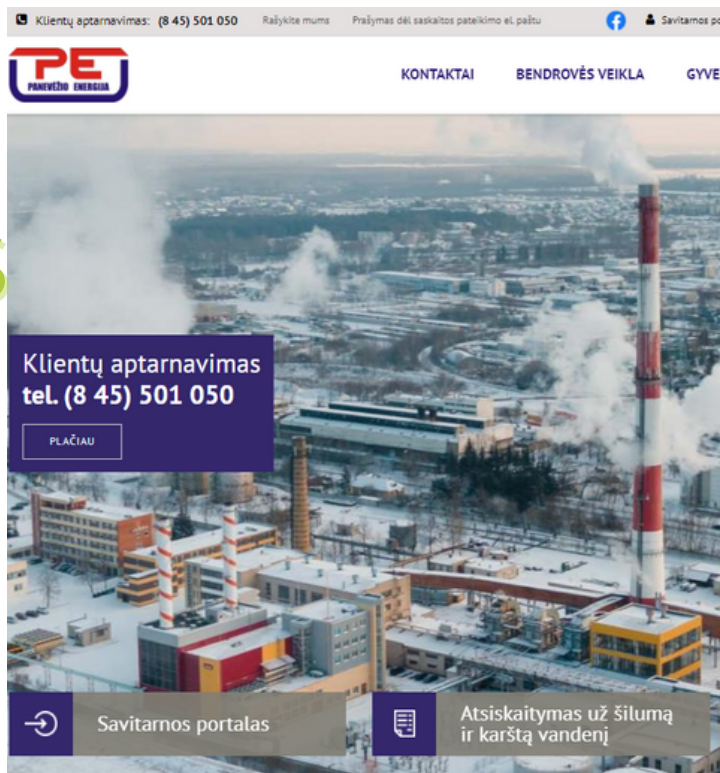 Klientų aptarnavimas: (8 45) 501 050 Rašykite mums Prašymas dėl saskaitos pateikimo el. paštu Savitarnos
PE
PANEVĖŽIO ENERGIJA
KONTAKTAI BENDROVĖS VEIKLA
Klientų aptarnavimas
tel. (8 45) 501 050
PLAČIAU
Savitarnos portalas
Atsiskaitymas už šilumą
ir karštą vandenį